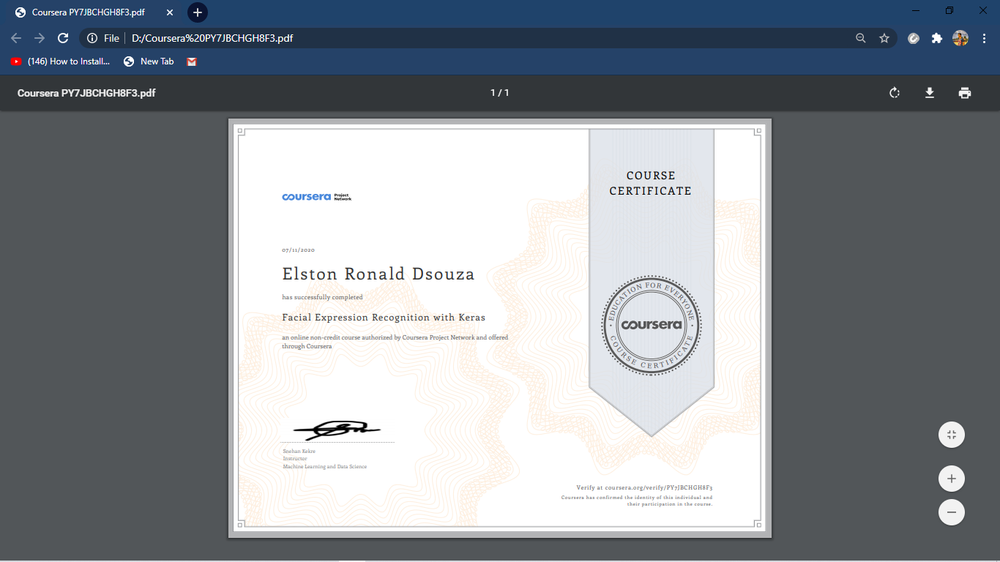 Coursera PY7JBCHGH8F3.pdf
File
D:/Coursera%20PY7JBCHGH8F3.pdf
(146) How to Install...
New Tab
Coursera PY7JBCHGH8F3.pdf
1 / 1
COURSE
CERTIFICATE
coursera Project
Network
07/11/2020
Elston Ronald Dsouza
has successfully completed
Facial Expression Recognition with Keras
an online non-credit course authorized by Coursera Project Network and offered
through Coursera
EDUCATION FOR EVERYONE
coursera
COURSE CERTIFICATE
Snehan Kekre
Instructor
Machine Learning and Data Science
Verify at coursera.org/verify/PY7JBCHGH8F3
Coursera has confirmed the identity of this individual and
their participation in the course.